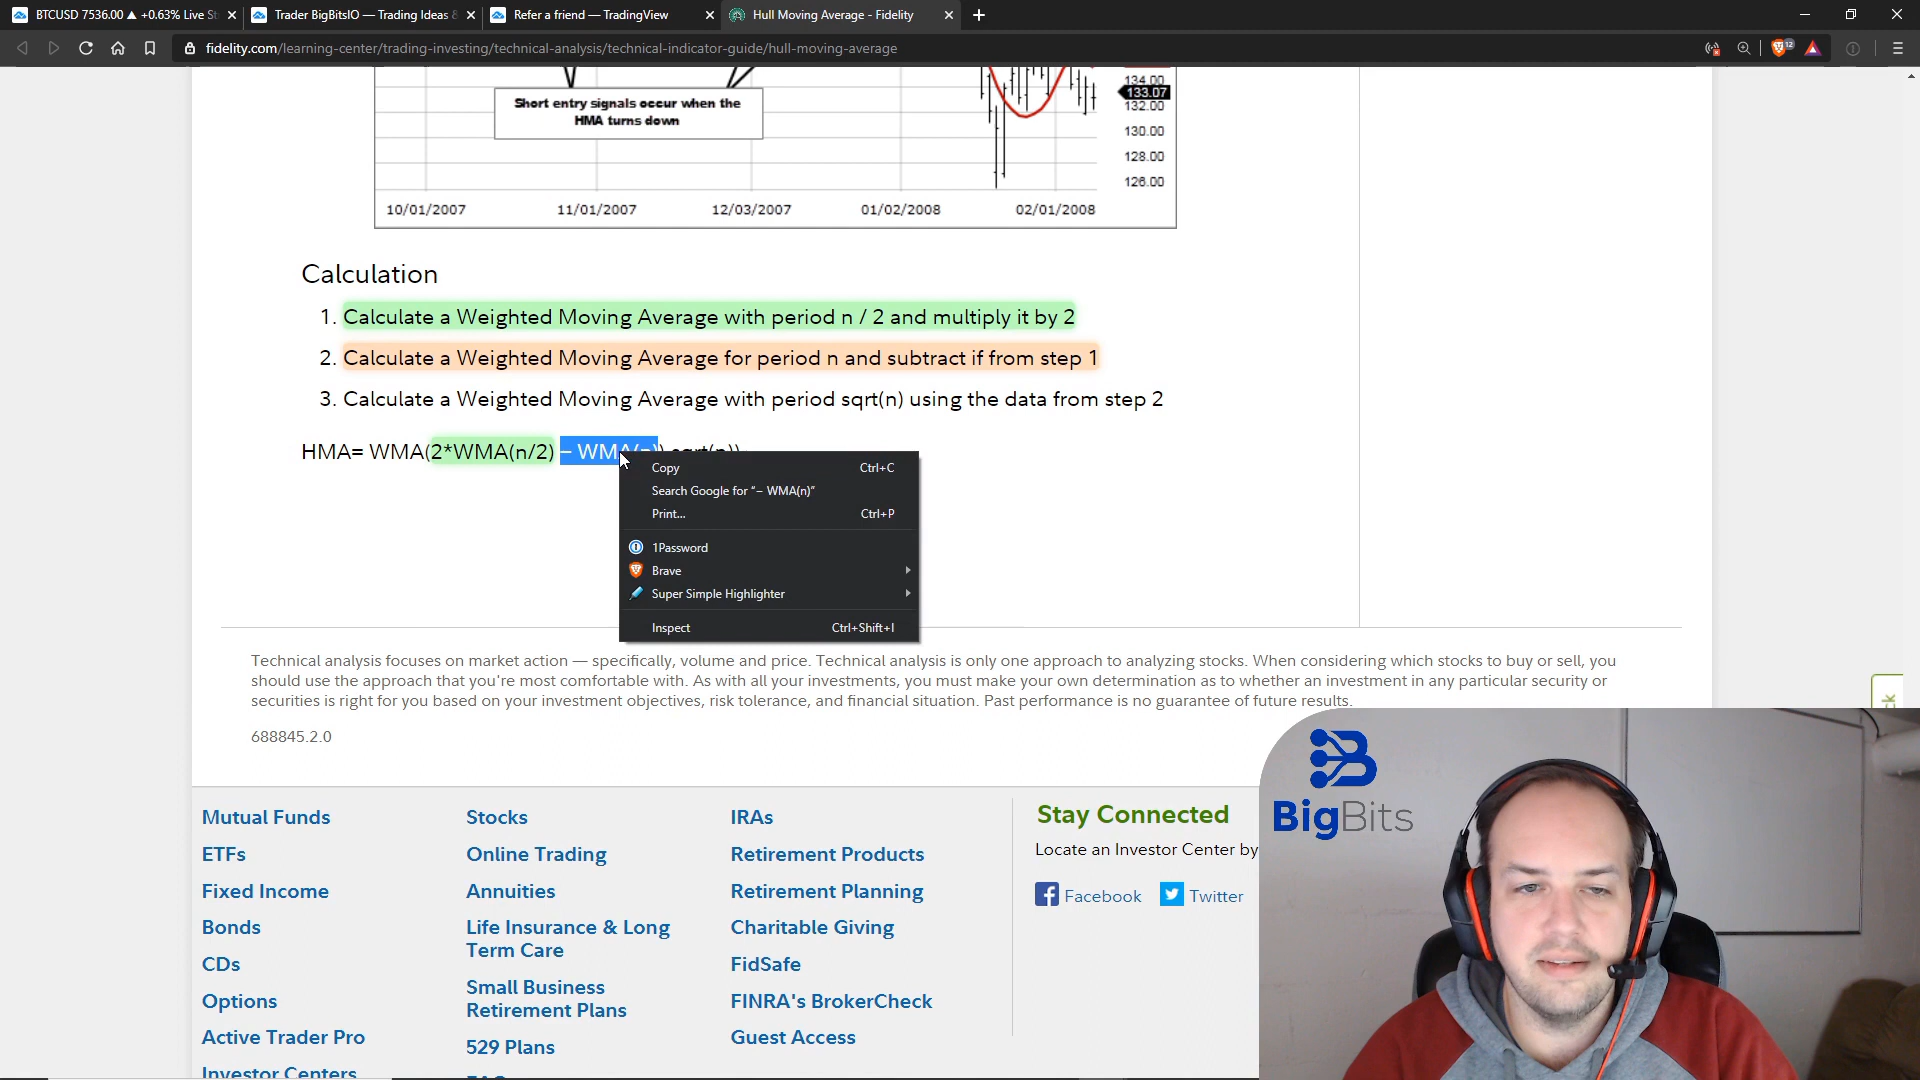 BTCUSD 7536.00 ▲ +0.63% Live St
Trader BigBitsIO — Trading Ideas &
Refer a friend — TradingView
Hull Moving Average - Fidelity
fidelity.com/learning-center/trading-investing/technical-analysis/technical-indicator-guide/hull-moving-average
12
Short entry signals occur when the
HMA turns down
134.00
133.07
132.00
130.00
128.00
126.00
10/01/2007
11/01/2007
12/03/2007
01/02/2008
02/01/2008
Calculation
1. Calculate a Weighted Moving Average with period n / 2 and multiply it by 2
2. Calculate a Weighted Moving Average for period n and subtract if from step 1
3. Calculate a Weighted Moving Average with period sqrt(n) using the data from step 2
HMA= WMA(2*WMA(n/2) – WMA(n)) sqrt(n))
Copy Ctrl+C
Search Google for “– WMA(n)”
Print... Ctrl+P
1Password
Brave
Super Simple Highlighter
Inspect Ctrl+Shift+I
Technical analysis focuses on market action — specifically, volume and price. Technical analysis is only one approach to analyzing stocks. When considering which stocks to buy or sell, you
should use the approach that you're most comfortable with. As with all your investments, you must make your own determination as to whether an investment in any particular security or
securities is right for you based on your investment objectives, risk tolerance, and financial situation. Past performance is no guarantee of future results.
688845.2.0
BigBits
Mutual Funds
ETFs
Fixed Income
Bonds
CDs
Options
Active Trader Pro
Investor Centers
Stocks
Online Trading
Annuities
Life Insurance & Long
Term Care
Small Business
Retirement Plans
529 Plans
IRAs
Retirement Products
Retirement Planning
Charitable Giving
FidSafe
FINRA's BrokerCheck
Guest Access
Stay Connected
Locate an Investor Center by
Facebook
Twitter